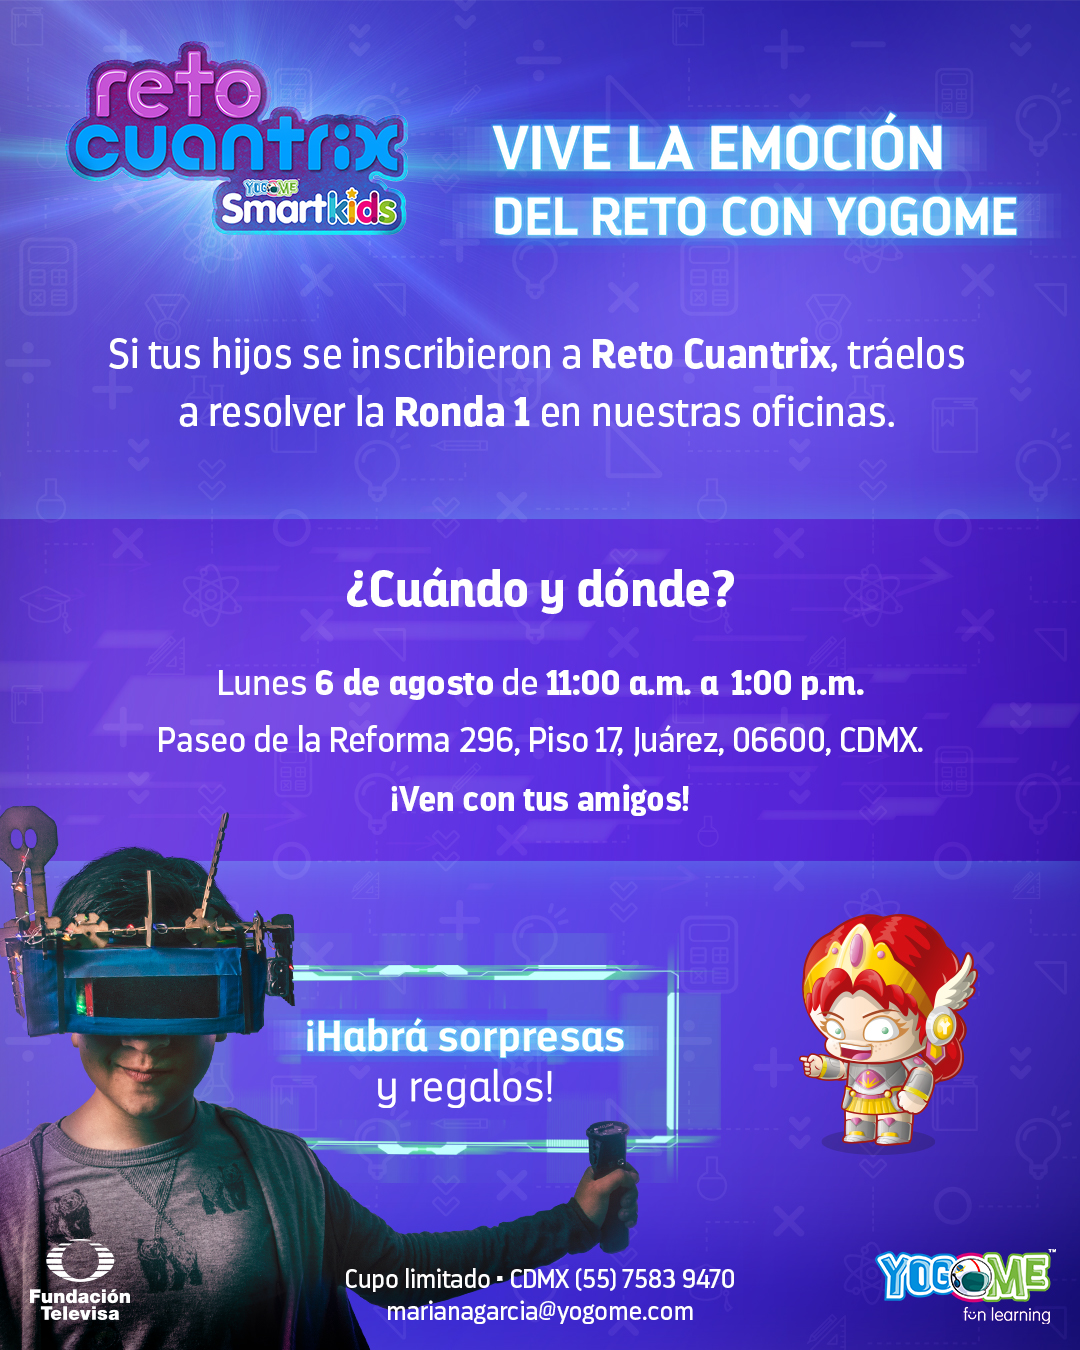 reto
cuantrix
YOGOME
Smartkids
VIVE LA EMOCIÓN
DEL RETO CON YOGOME
Si tus hijos se inscribieron a Reto Cuantrix, tráelos
a resolver la Ronda 1 en nuestras oficinas.
¿Cuándo y dónde?
Lunes 6 de agosto de 11:00 a.m. a 1:00 p.m.
Paseo de la Reforma 296, Piso 17, Juárez, 06600, CDMX.
¡Ven con tus amigos!
¡Habrá sorpresas
y regalos!
Fundación
Televisa
Cupo limitado • CDMX (55) 7583 9470
marianagarcia@yogome.com
YOGOME™
fun learning